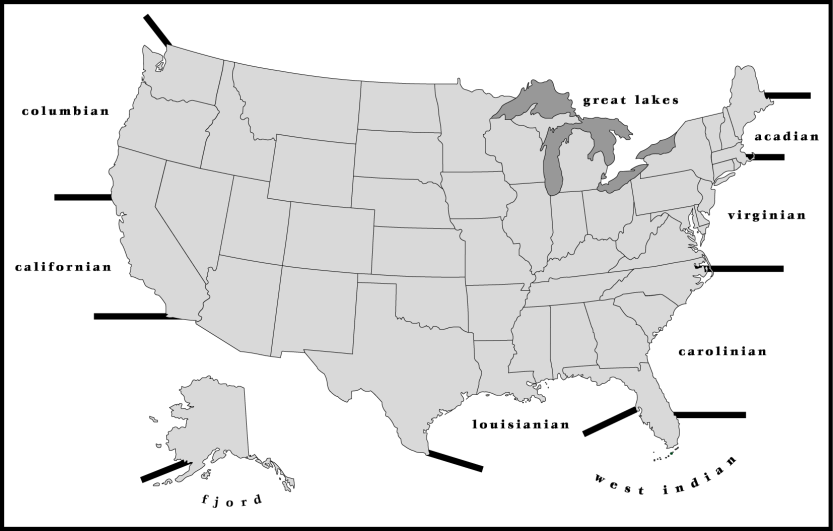 great lakes
columbian
acadian
virginian
californian
carolinian
louisianian
west indian
fjord